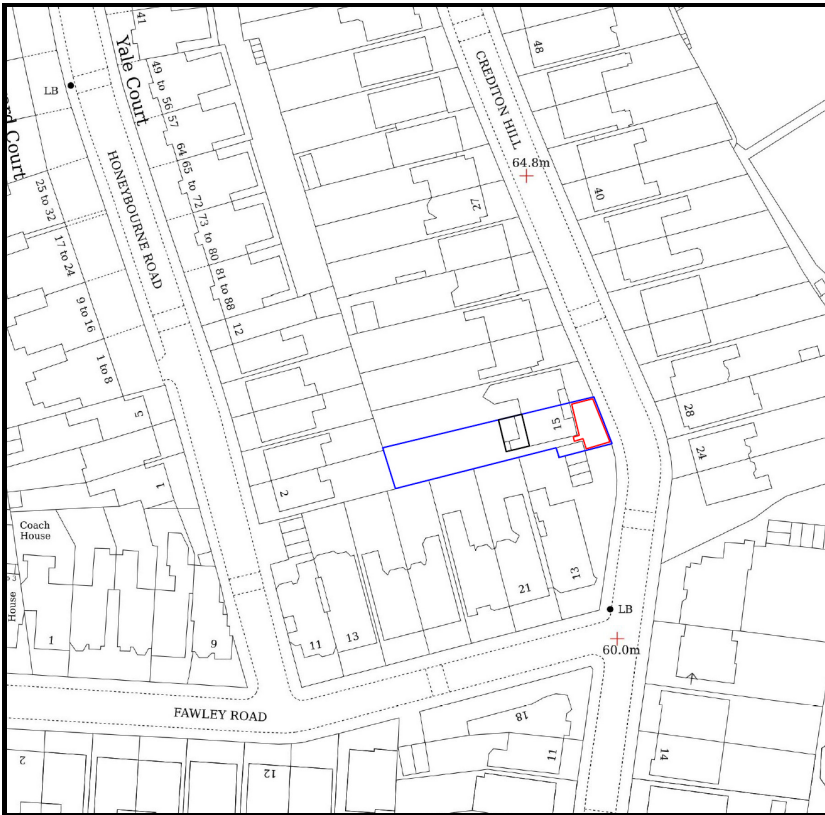 41
Yale Court
49 to 56
57
64
65 to 72
73 to 80
81 to 88
12
LB
Court
25 to 32
17 to 24
9 to 16
1 to 8
5
1
HONEYBOURNE ROAD
CREDITON HILL
48
64.8m
40
27
28
24
15
2
Coach
House
House
1
9
11
13
21
13
LB
60.0m
FAWLEY ROAD
18
11
14
2
12